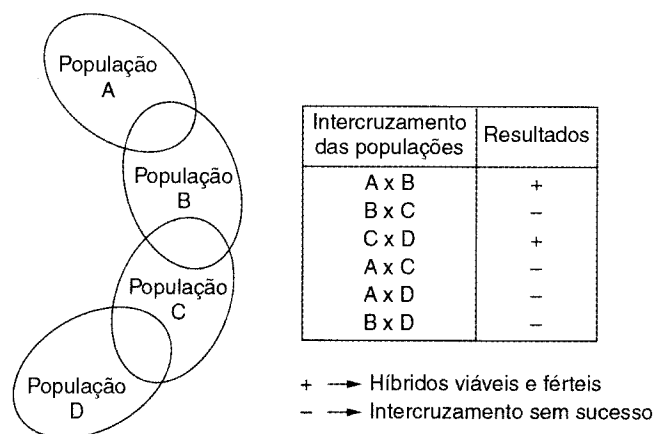 População
A
População
B
População
C
População
D
Intercruzamento
das populações
Resultados
A x B
+
B x C
–
C x D
+
A x C
–
A x D
–
B x D
–
+ → Híbridos viáveis e férteis
– → Intercruzamento sem sucesso